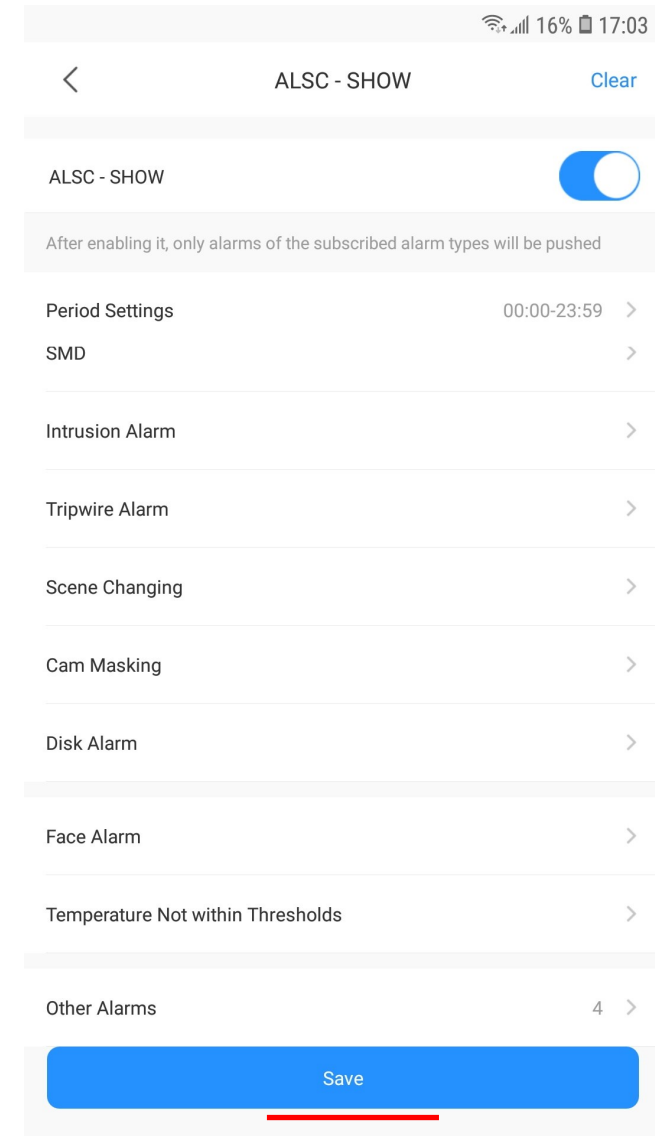 16% 17:03
ALSC - SHOW Clear
ALSC - SHOW
After enabling it, only alarms of the subscribed alarm types will be pushed
Period Settings 00:00-23:59
SMD
Intrusion Alarm
Tripwire Alarm
Scene Changing
Cam Masking
Disk Alarm
Face Alarm
Temperature Not within Thresholds
Other Alarms 4
Save